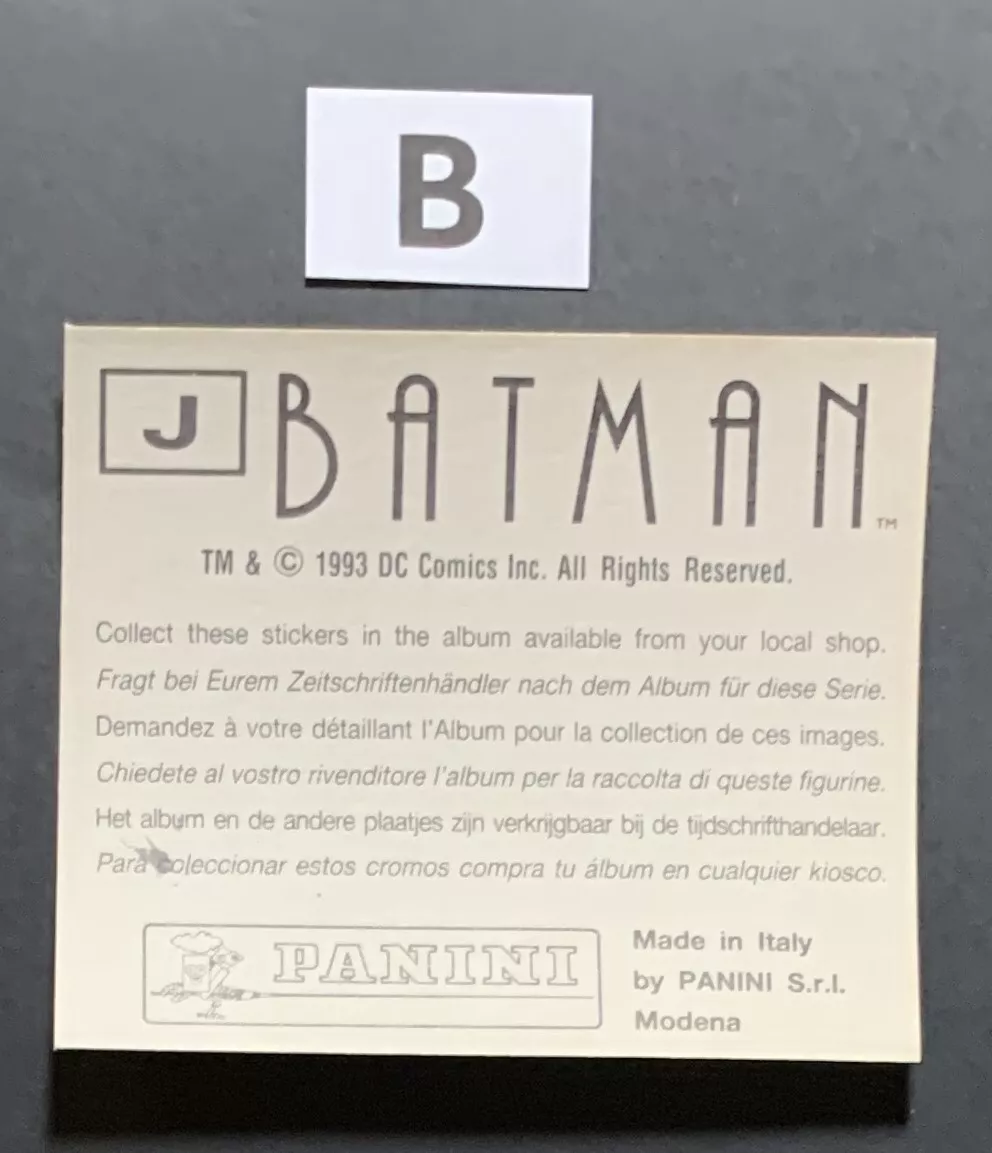 B
J BATMAN TM
TM & © 1993 DC Comics Inc. All Rights Reserved.
Collect these stickers in the album available from your local shop.
Fragt bei Eurem Zeitschriftenhändler nach dem Album für diese Serie.
Demandez à votre détaillant l'Album pour la collection de ces images.
Chiedete al vostro rivenditore l'album per la raccolta di queste figurine.
Het album en de andere plaatjes zijn verkrijgbaar bij de tijdschrifthandelaar.
Para coleccionar estos cromos compra tu álbum en cualquier kiosco.
PANINI
Made in Italy
by PANINI S.r.l.
Modena